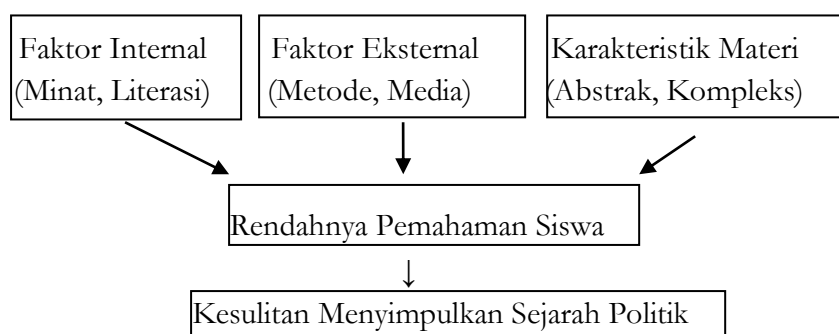 Faktor Internal
(Minat, Literasi)
Faktor Eksternal
(Metode, Media)
Karakteristik Materi
(Abstrak, Kompleks)
Rendahnya Pemahaman Siswa
↓
Kesulitan Menyimpulkan Sejarah Politik